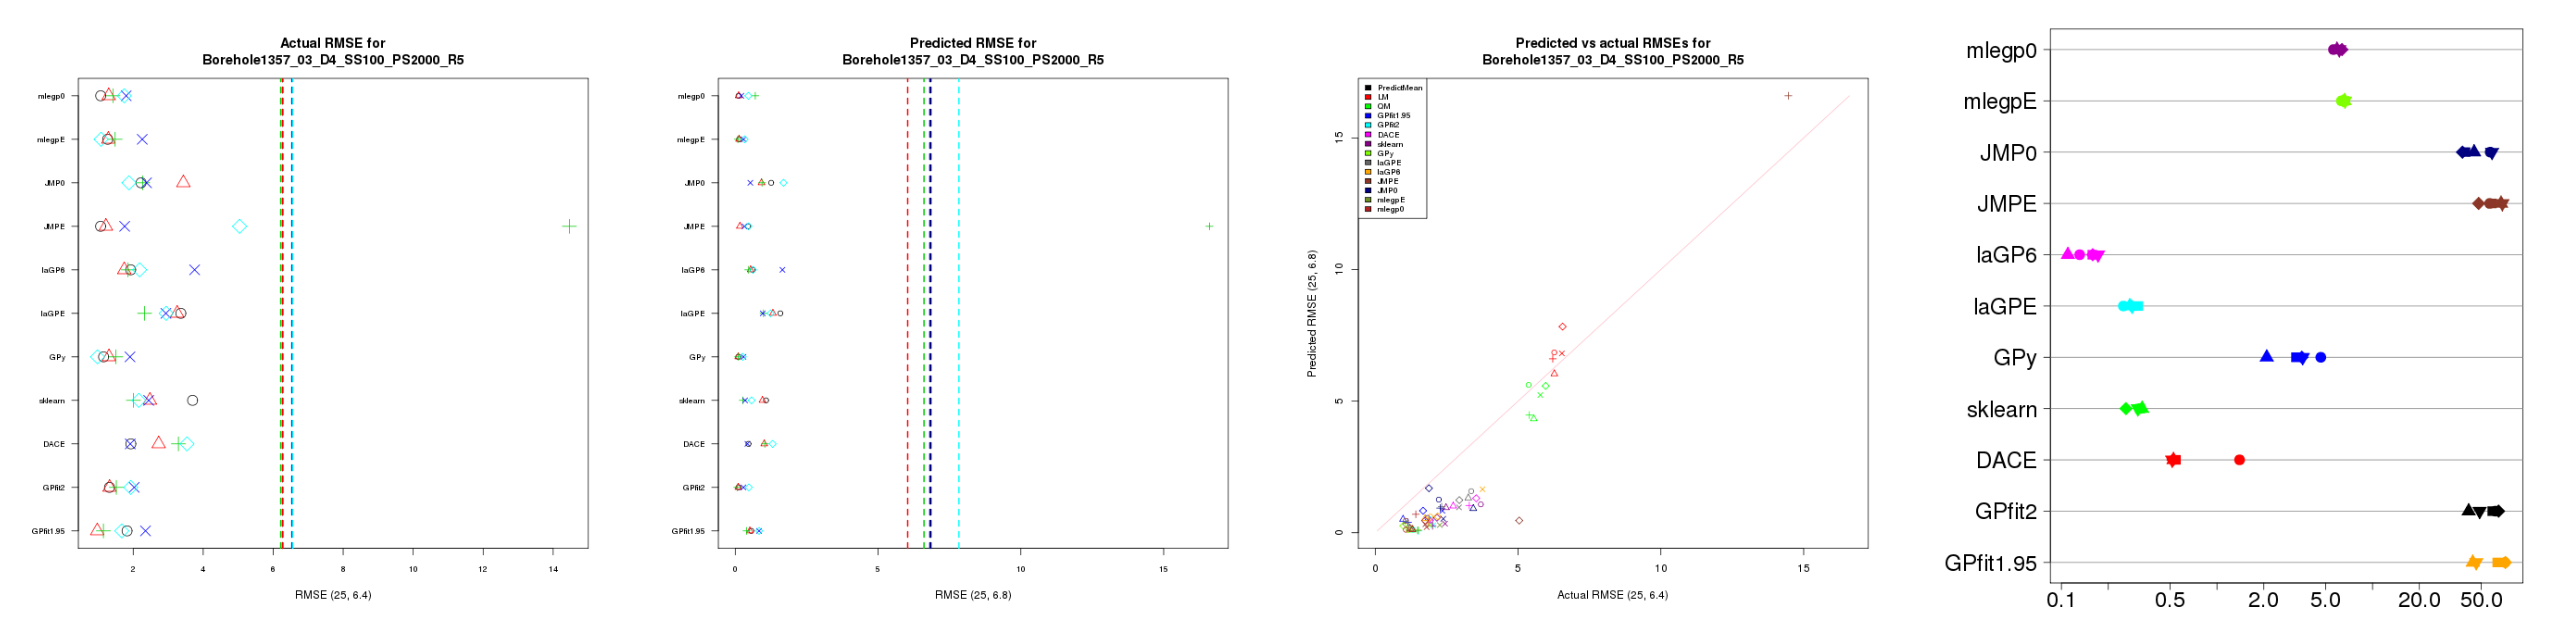 Actual RMSE for
Borehole1357_03_D4_SS100_PS2000_R5
mlegp0
mlegpE
JMP0
JMPE
laGP6
laGPE
GPy
sklearn
DACE
GPfit2
GPfit1.95
2 4 6 8 10 12 14
RMSE (25, 6.4)
Predicted RMSE for
Borehole1357_03_D4_SS100_PS2000_R5
mlegp0
mlegpE
JMP0
JMPE
laGP6
laGPE
GPy
sklearn
DACE
GPfit2
GPfit1.95
0 5 10 15
RMSE (25, 6.8)
Predicted vs actual RMSEs for
Borehole1357_03_D4_SS100_PS2000_R5
PredictMean
LM
QM
GPfit1.95
GPfit2
DACE
sklearn
GPy
laGPE
laGP6
JMPE
JMP0
mlegpE
mlegp0
Predicted RMSE (25, 6.8)
15
10
5
0
0 5 10 15
Actual RMSE (25, 6.4)
mlegp0
mlegpE
JMP0
JMPE
laGP6
laGPE
GPy
sklearn
DACE
GPfit2
GPfit1.95
0.1 0.5 2.0 5.0 20.0 50.0